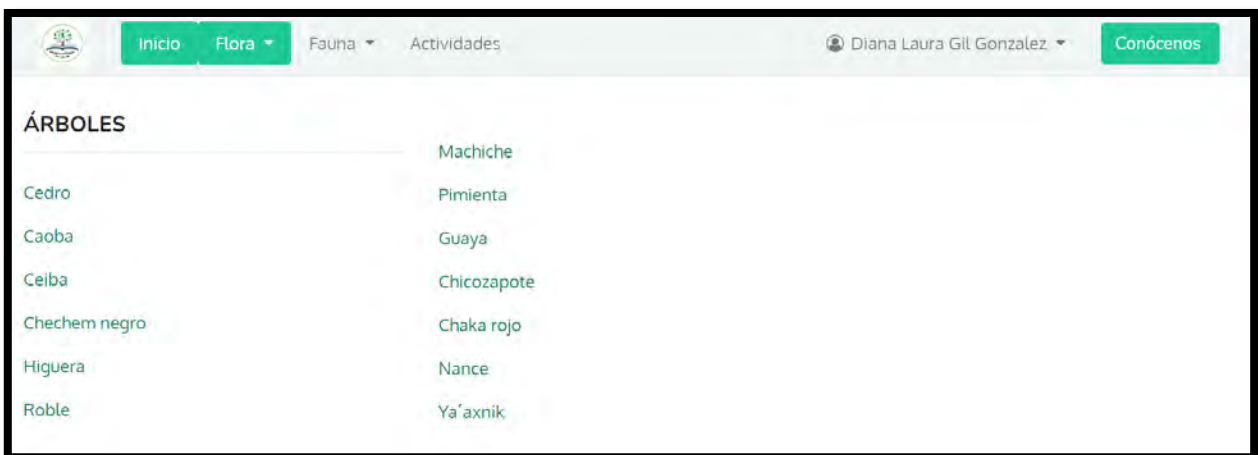 Inicio Flora Fauna Actividades Diana Laura Gil Gonzalez Conócenos
ÁRBOLES
Cedro
Caoba
Ceiba
Chechem negro
Higuera
Roble
Machiche
Pimienta
Guaya
Chicozapote
Chaka rojo
Nance
Ya´axnik